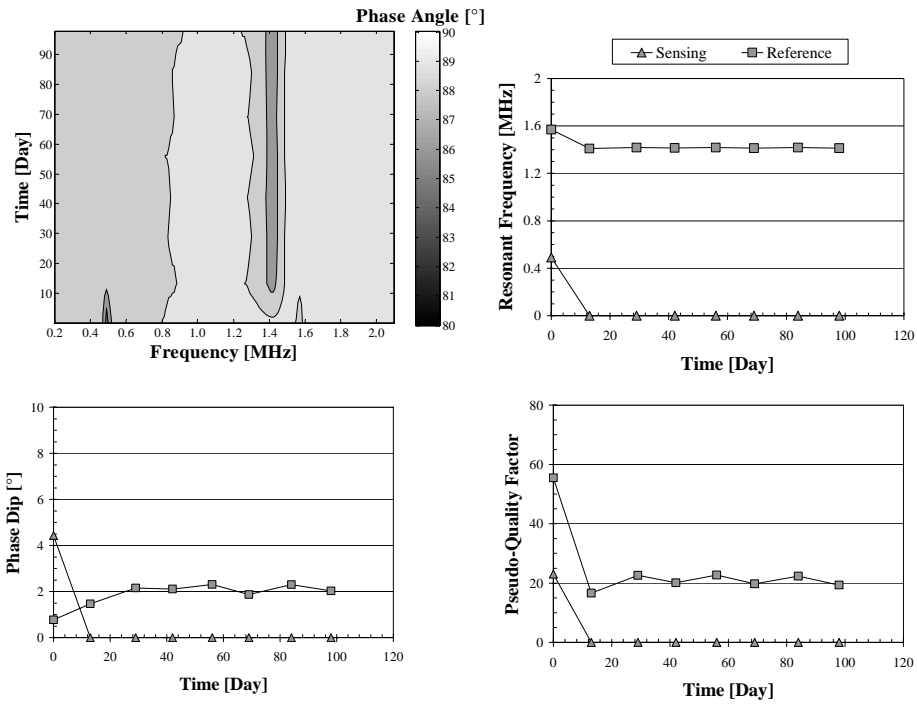 Phase Angle [°]
90
80
70
60
50
40
30
20
10
0.2 0.4 0.6 0.8 1.0 1.2 1.4 1.6 1.8 2.0
Time [Day]
Frequency [MHz]
90
89
88
87
86
85
84
83
82
81
80
Sensing Reference
2
1.6
1.2
0.8
0.4
0
0 20 40 60 80 100 120
Resonant Frequency [MHz]
Time [Day]
10
8
6
4
2
0
0 20 40 60 80 100 120
Phase Dip [°]
Time [Day]
80
60
40
20
0
0 20 40 60 80 100 120
Pseudo-Quality Factor
Time [Day]